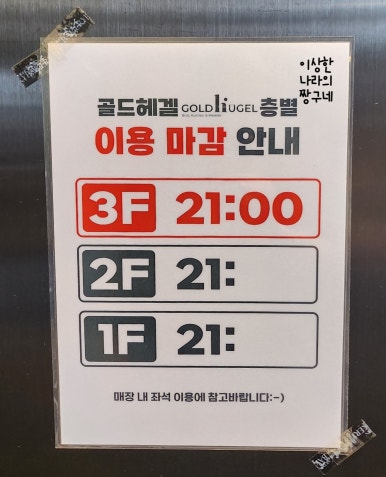 이상한
나라의
짱구네
골드헤겔 GOLD hüGEL 층별
이용 마감 안내
3F 21:00
2F 21:
1F 21:
매장 내 좌석 이용에 참고바랍니다:-)